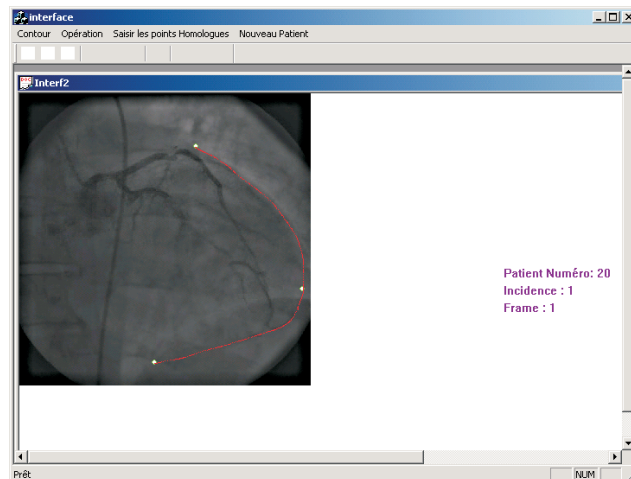 interface
Contour Opération Saisir les points Homologues Nouveau Patient
Interf2
Patient Numéro: 20
Incidence : 1
Frame : 1
Prêt
NUM